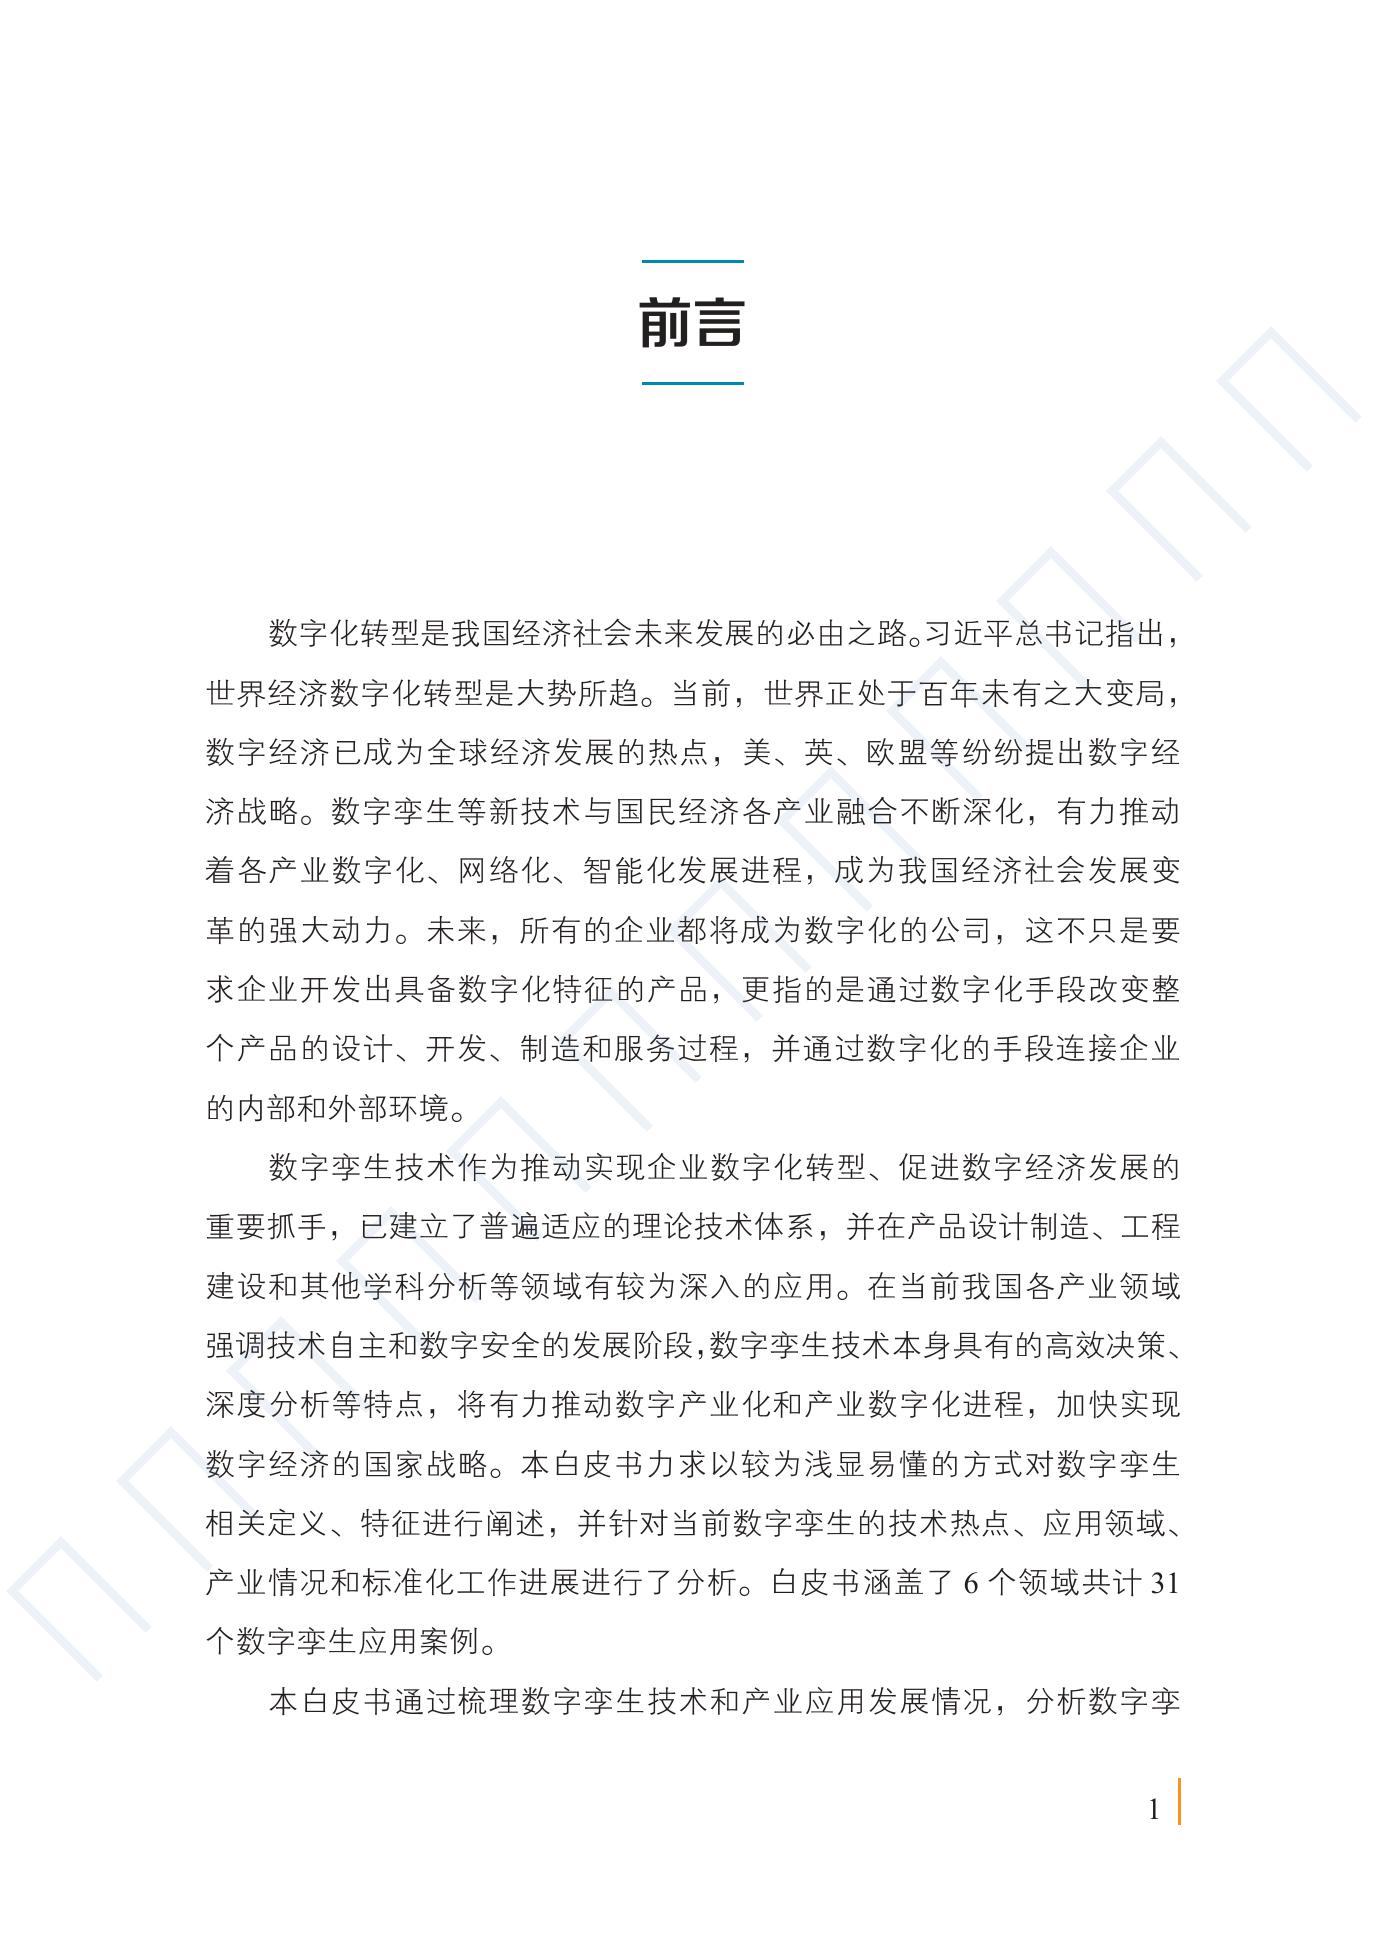 前言
数字化转型是我国经济社会未来发展的必由之路。习近平总书记指出，
世界经济数字化转型是大势所趋。当前，世界正处于百年未有之大变局，
数字经济已成为全球经济发展的热点，美、英、欧盟等纷纷提出数字经
济战略。数字孪生等新技术与国民经济各产业融合不断深化，有力推动
着各产业数字化、网络化、智能化发展进程，成为我国经济社会发展变
革的强大动力。未来，所有的企业都将成为数字化的公司，这不只是要
求企业开发出具备数字化特征的产品，更指的是通过数字化手段改变整
个产品的设计、开发、制造和服务过程，并通过数字化的手段连接企业
的内部和外部环境。
数字孪生技术作为推动实现企业数字化转型、促进数字经济发展的
重要抓手，已建立了普遍适应的理论技术体系，并在产品设计制造、工程
建设和其他学科分析等领域有较为深入的应用。在当前我国各产业领域
强调技术自主和数字安全的发展阶段，数字孪生技术本身具有的高效决策、
深度分析等特点，将有力推动数字产业化和产业数字化进程，加快实现
数字经济的国家战略。本白皮书力求以较为浅显易懂的方式对数字孪生
相关定义、特征进行阐述，并针对当前数字孪生的技术热点、应用领域、
产业情况和标准化工作进展进行了分析。白皮书涵盖了 6 个领域共计 31
个数字孪生应用案例。
本白皮书通过梳理数字孪生技术和产业应用发展情况，分析数字孪
1